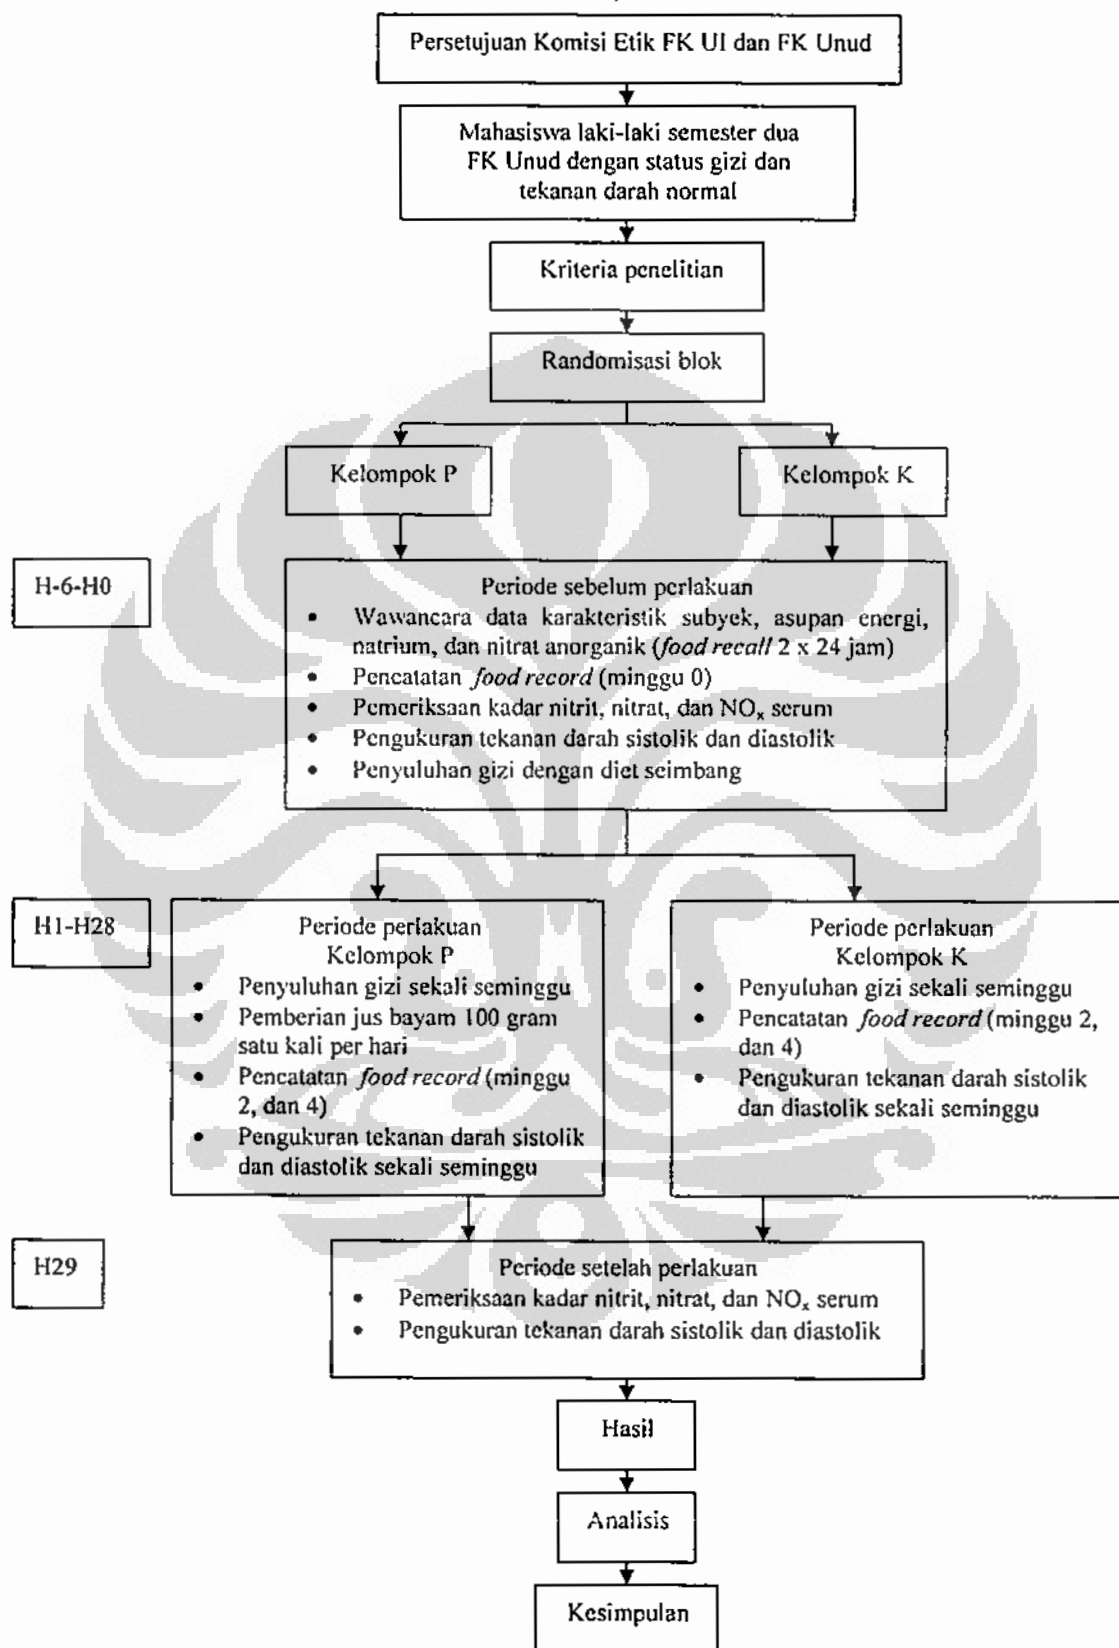 Persetujuan Komisi Etik FK UI dan FK Unud
Mahasiswa laki-laki semester dua
FK Unud dengan status gizi dan
tekanan darah normal
Kriteria penelitian
Randomisasi blok
Kelompok P
Kelompok K
H-6-H0
Periode sebelum perlakuan
• Wawancara data karakteristik subyek, asupan energi,
natrium, dan nitrat anorganik (food recall 2 x 24 jam)
• Pencatatan food record (minggu 0)
• Pemeriksaan kadar nitrit, nitrat, dan NOx serum
• Pengukuran tekanan darah sistolik dan diastolik
• Penyuluhan gizi dengan diet seimbang
H1-H28
Periode perlakuan
Kelompok P
• Penyuluhan gizi sekali seminggu
• Pemberian jus bayam 100 gram
satu kali per hari
• Pencatatan food record (minggu
2, dan 4)
• Pengukuran tekanan darah sistolik
dan diastolik sekali seminggu
Periode perlakuan
Kelompok K
• Penyuluhan gizi sekali seminggu
• Pencatatan food record (minggu 2,
dan 4)
• Pengukuran tekanan darah sistolik
dan diastolik sekali seminggu
H29
Periode setelah perlakuan
• Pemeriksaan kadar nitrit, nitrat, dan NOx serum
• Pengukuran tekanan darah sistolik dan diastolik
Hasil
Analisis
Kesimpulan